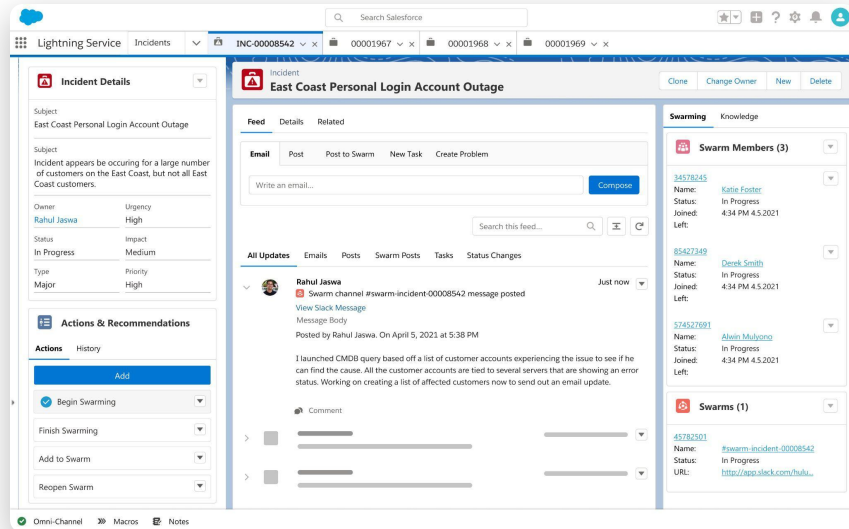 Search Salesforce
Lightning Service
Incidents
INC-00008542
00001967
00001968
00001969
Incident Details
Subject
East Coast Personal Login Account Outage
Subject
Incident appears be occuring for a large number
of customers on the East Coast, but not all East
Coast customers.
Owner Urgency
Rahul Jaswa High
Status Impact
In Progress Medium
Type Priority
Major High
Actions & Recommendations
Actions History
Add
Begin Swarming
Finish Swarming
Add to Swarm
Reopen Swarm
Incident
East Coast Personal Login Account Outage
Clone Change Owner New Delete
Feed Details Related
Email Post Post to Swarm New Task Create Problem
Write an email...
Compose
Search this feed...
All Updates Emails Posts Swarm Posts Tasks Status Changes
Rahul Jaswa Just now
Swarm channel #swarm-incident-00008542 message posted
View Slack Message
Message Body
Posted by Rahul Jaswa. On April 5, 2021 at 5:38 PM
I launched CMDB query based off a list of customer accounts experiencing the issue to see if he
can find the cause. All the customer accounts are tied to several servers that are showing an error
status. Working on creating a list of affected customers now to send out an email update.
Comment
Swarming Knowledge
Swarm Members (3)
34578245
Name: Katie Foster
Status: In Progress
Joined: 4:34 PM 4.5.2021
Left:
85427349
Name: Derek Smith
Status: In Progress
Joined: 4:34 PM 4.5.2021
Left:
574527691
Name: Alwin Mulyono
Status: In Progress
Joined: 4:34 PM 4.5.2021
Left:
Swarms (1)
45782501
Name: #swarm-incident-00008542
Status: In Progress
URL: http://app.slack.com/hulu...
Omni-Channel Macros Notes